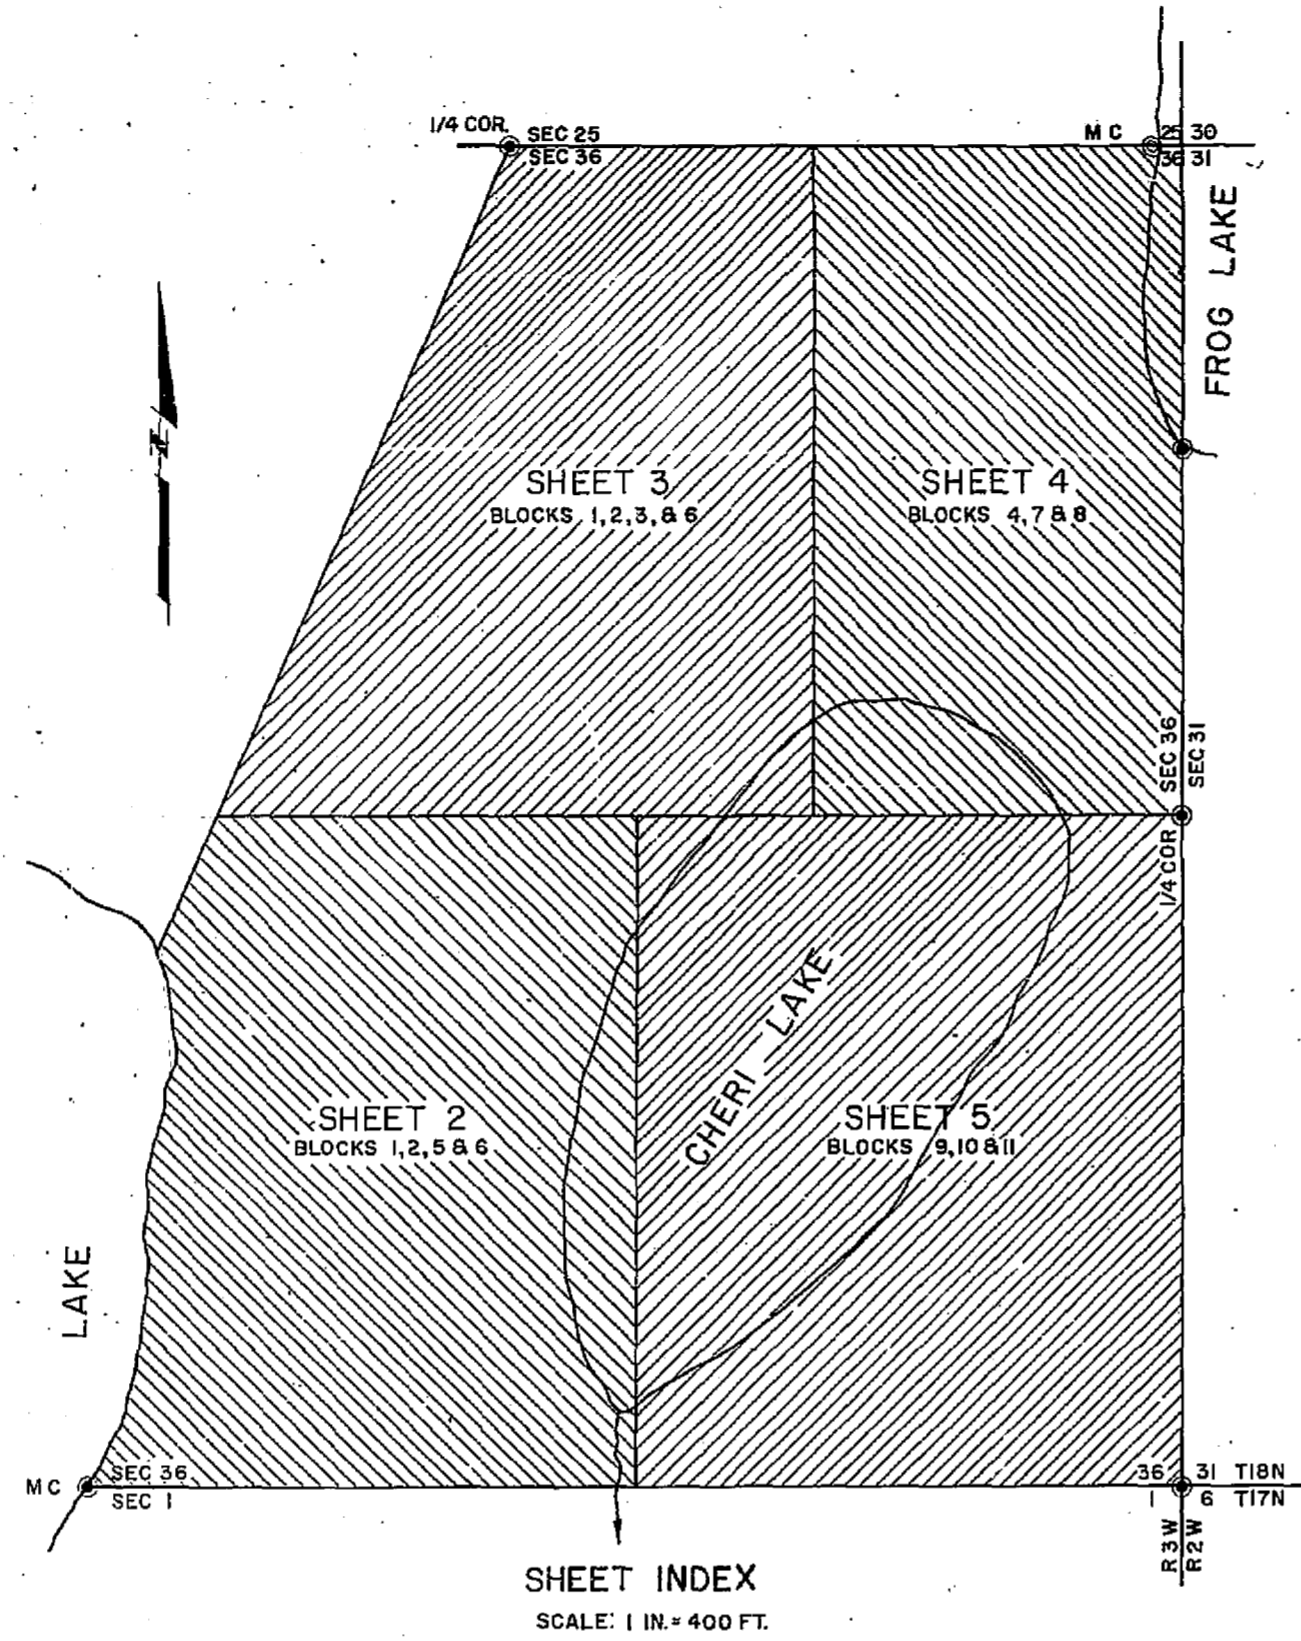 1/4 COR.
SEC 25
SEC 36
M C
25 30
36 31
FROG LAKE
N
SHEET 3
BLOCKS 1, 2, 3, & 6
SHEET 4
BLOCKS 4, 7 & 8
SEC 36
SEC 31
1/4 COR
CHERI LAKE
SHEET 2
BLOCKS 1, 2, 5 & 6
SHEET 5
BLOCKS 9, 10 & 11
LAKE
M C
SEC 36
SEC 1
36 31 T18N
1 6 T17N
R 3 W
R 2 W
SHEET INDEX
SCALE: 1 IN. = 400 FT.